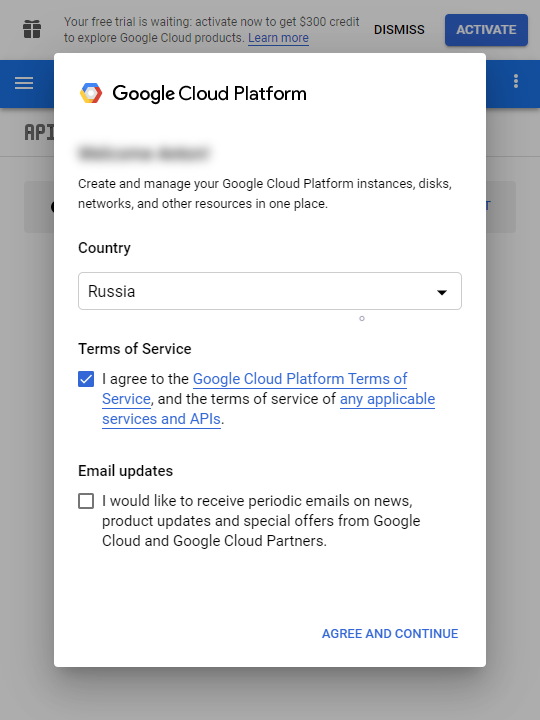 Your free trial is waiting: activate now to get $300 credit
to explore Google Cloud products. Learn more
DISMISS
ACTIVATE
Google Cloud Platform
Create and manage your Google Cloud Platform instances, disks,
networks, and other resources in one place.
Country
Russia
Terms of Service
I agree to the Google Cloud Platform Terms of
Service, and the terms of service of any applicable
services and APIs.
Email updates
I would like to receive periodic emails on news,
product updates and special offers from Google
Cloud and Google Cloud Partners.
AGREE AND CONTINUE